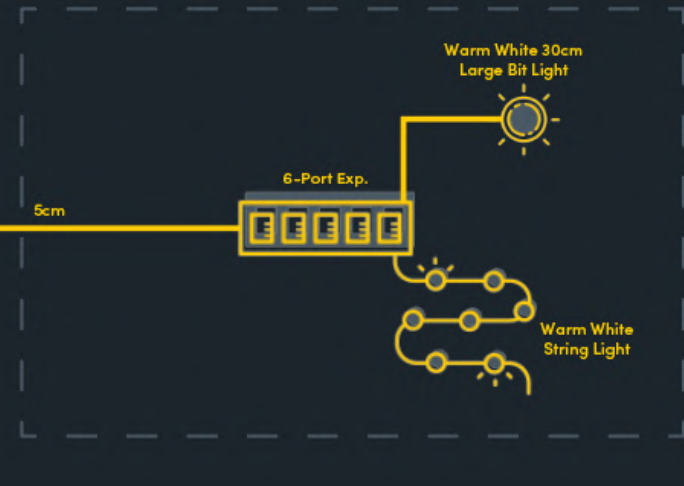 Warm White 30cm
Large Bit Light
6-Port Exp.
5cm
Warm White
String Light